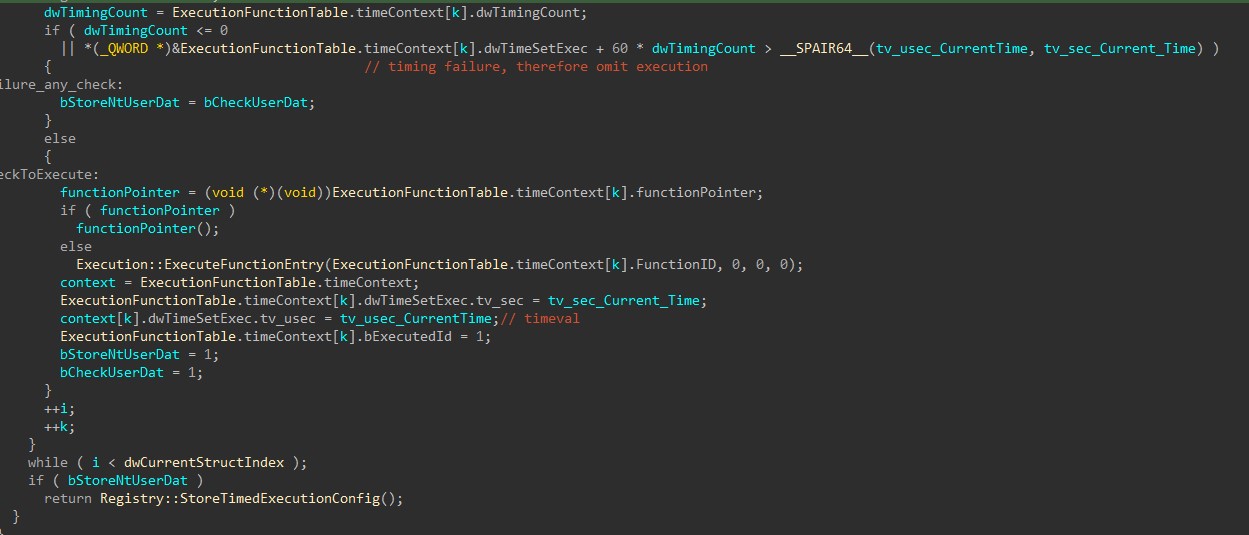 dwTimingCount = ExecutionFunctionTable.timeContext[k].dwTimingCount;
if ( dwTimingCount <= 0
|| *(_QWORD *)&ExecutionFunctionTable.timeContext[k].dwTimeSetExec + 60 * dwTimingCount > __SPAIR64__(tv_usec_CurrentTime, tv_sec_Current_Time) )
{ // timing failure, therefore omit execution
ilure_any_check:
bStoreNtUserDat = bCheckUserDat;
}
else
{
eckToExecute:
functionPointer = (void (*)(void))ExecutionFunctionTable.timeContext[k].functionPointer;
if ( functionPointer )
functionPointer();
else
Execution::ExecuteFunctionEntry(ExecutionFunctionTable.timeContext[k].FunctionID, 0, 0, 0);
context = ExecutionFunctionTable.timeContext;
ExecutionFunctionTable.timeContext[k].dwTimeSetExec.tv_sec = tv_sec_Current_Time;
context[k].dwTimeSetExec.tv_usec = tv_usec_CurrentTime;// timeval
ExecutionFunctionTable.timeContext[k].bExecutedId = 1;
bStoreNtUserDat = 1;
bCheckUserDat = 1;
}
++i;
++k;
}
while ( i < dwCurrentStructIndex );
if ( bStoreNtUserDat )
return Registry::StoreTimedExecutionConfig();
}